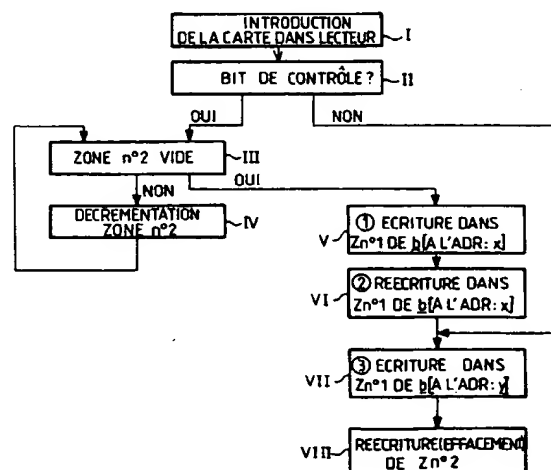 INTRODUCTION
DE LA CARTE DANS LECTEUR
I
BIT DE CONTRÔLE ?
II
OUI
NON
ZONE n°2 VIDE
III
NON
OUI
DECREMENTATION
ZONE n°2
IV
① ECRITURE DANS
Zn°1 DE b[A L'ADR: x]
V
② REECRITURE DANS
Zn°1 DE b[A L'ADR: x]
VI
③ ECRITURE DANS
Zn°1 DE b[A L'ADR: y]
VII
REECRITURE(EFFACEMENT)
DE Zn°2
VIII